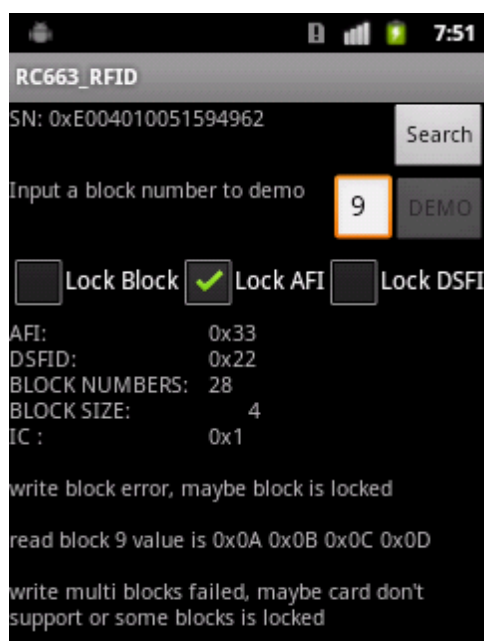 7:51
RC663_RFID
SN: 0xE004010051594962
Search
Input a block number to demo
9
DEMO
Lock Block
Lock AFI
Lock DSFI
AFI: 0x33
DSFID: 0x22
BLOCK NUMBERS: 28
BLOCK SIZE: 4
IC : 0x1
write block error, maybe block is locked
read block 9 value is 0x0A 0x0B 0x0C 0x0D
write multi blocks failed, maybe card don't
support or some blocks is locked